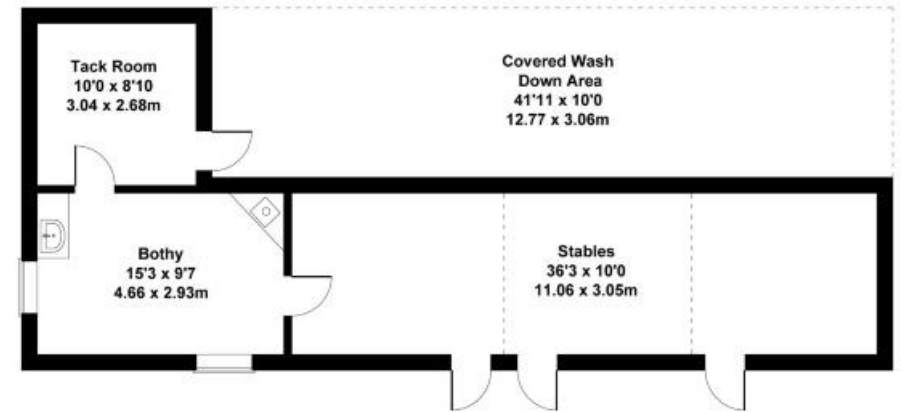 Tack Room
10'0 x 8'10
3.04 x 2.68m
Covered Wash
Down Area
41'11 x 10'0
12.77 x 3.06m
Bothy
15'3 x 9'7
4.66 x 2.93m
Stables
36'3 x 10'0
11.06 x 3.05m